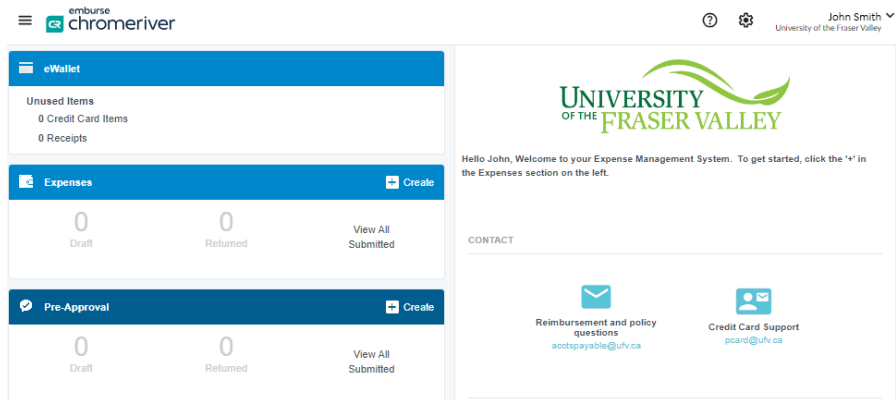 emburse
chromeriver
CR
John Smith
University of the Fraser Valley
eWallet
Unused Items
0 Credit Card Items
0 Receipts
Expenses
Create
0
Draft
0
Returned
View All
Submitted
Pre-Approval
Create
0
Draft
0
Returned
View All
Submitted
UNIVERSITY
OF THE FRASER VALLEY
Hello John, Welcome to your Expense Management System. To get started, click the '+' in
the Expenses section on the left.
CONTACT
Reimbursement and policy
questions
acctspayable@ufv.ca
Credit Card Support
pcard@ufv.ca